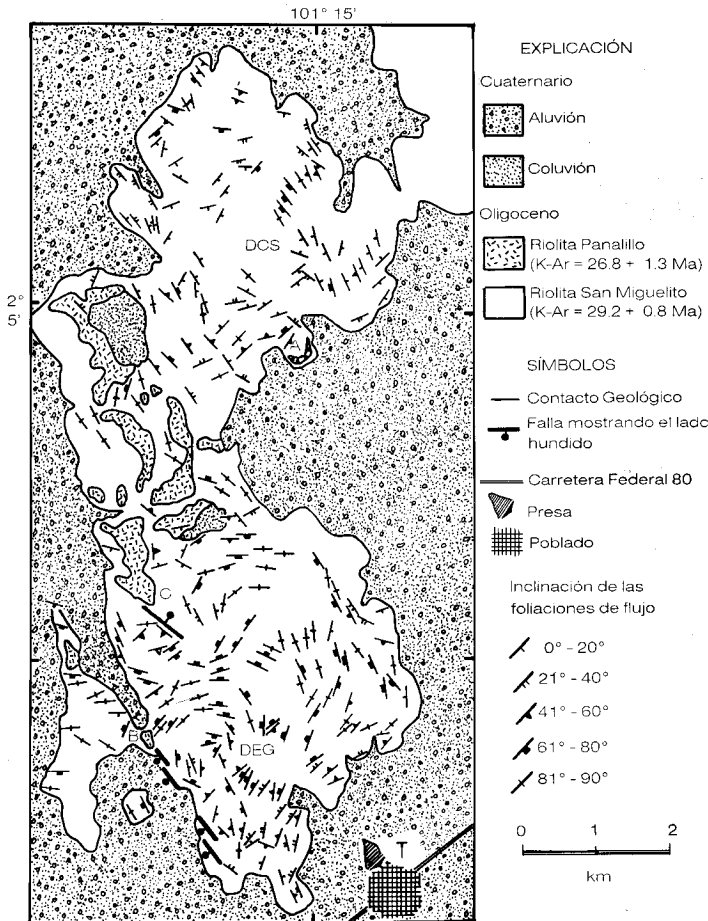 101° 15'
EXPLICACIÓN
Cuaternario
Aluvión
Coluvión
Oligoceno
Riolita Panalillo
(K-Ar = 26.8 + 1.3 Ma)
Riolita San Miguelito
(K-Ar = 29.2 + 0.8 Ma)
SÍMBOLOS
Contacto Geológico
Falla mostrando el lado
hundido
Carretera Federal 80
Presa
Poblado
Inclinación de las
foliaciones de flujo
0° - 20°
21° - 40°
41° - 60°
61° - 80°
81° - 90°
0 1 2
km
2°
5'
DCS
A
C
B
DEG
T